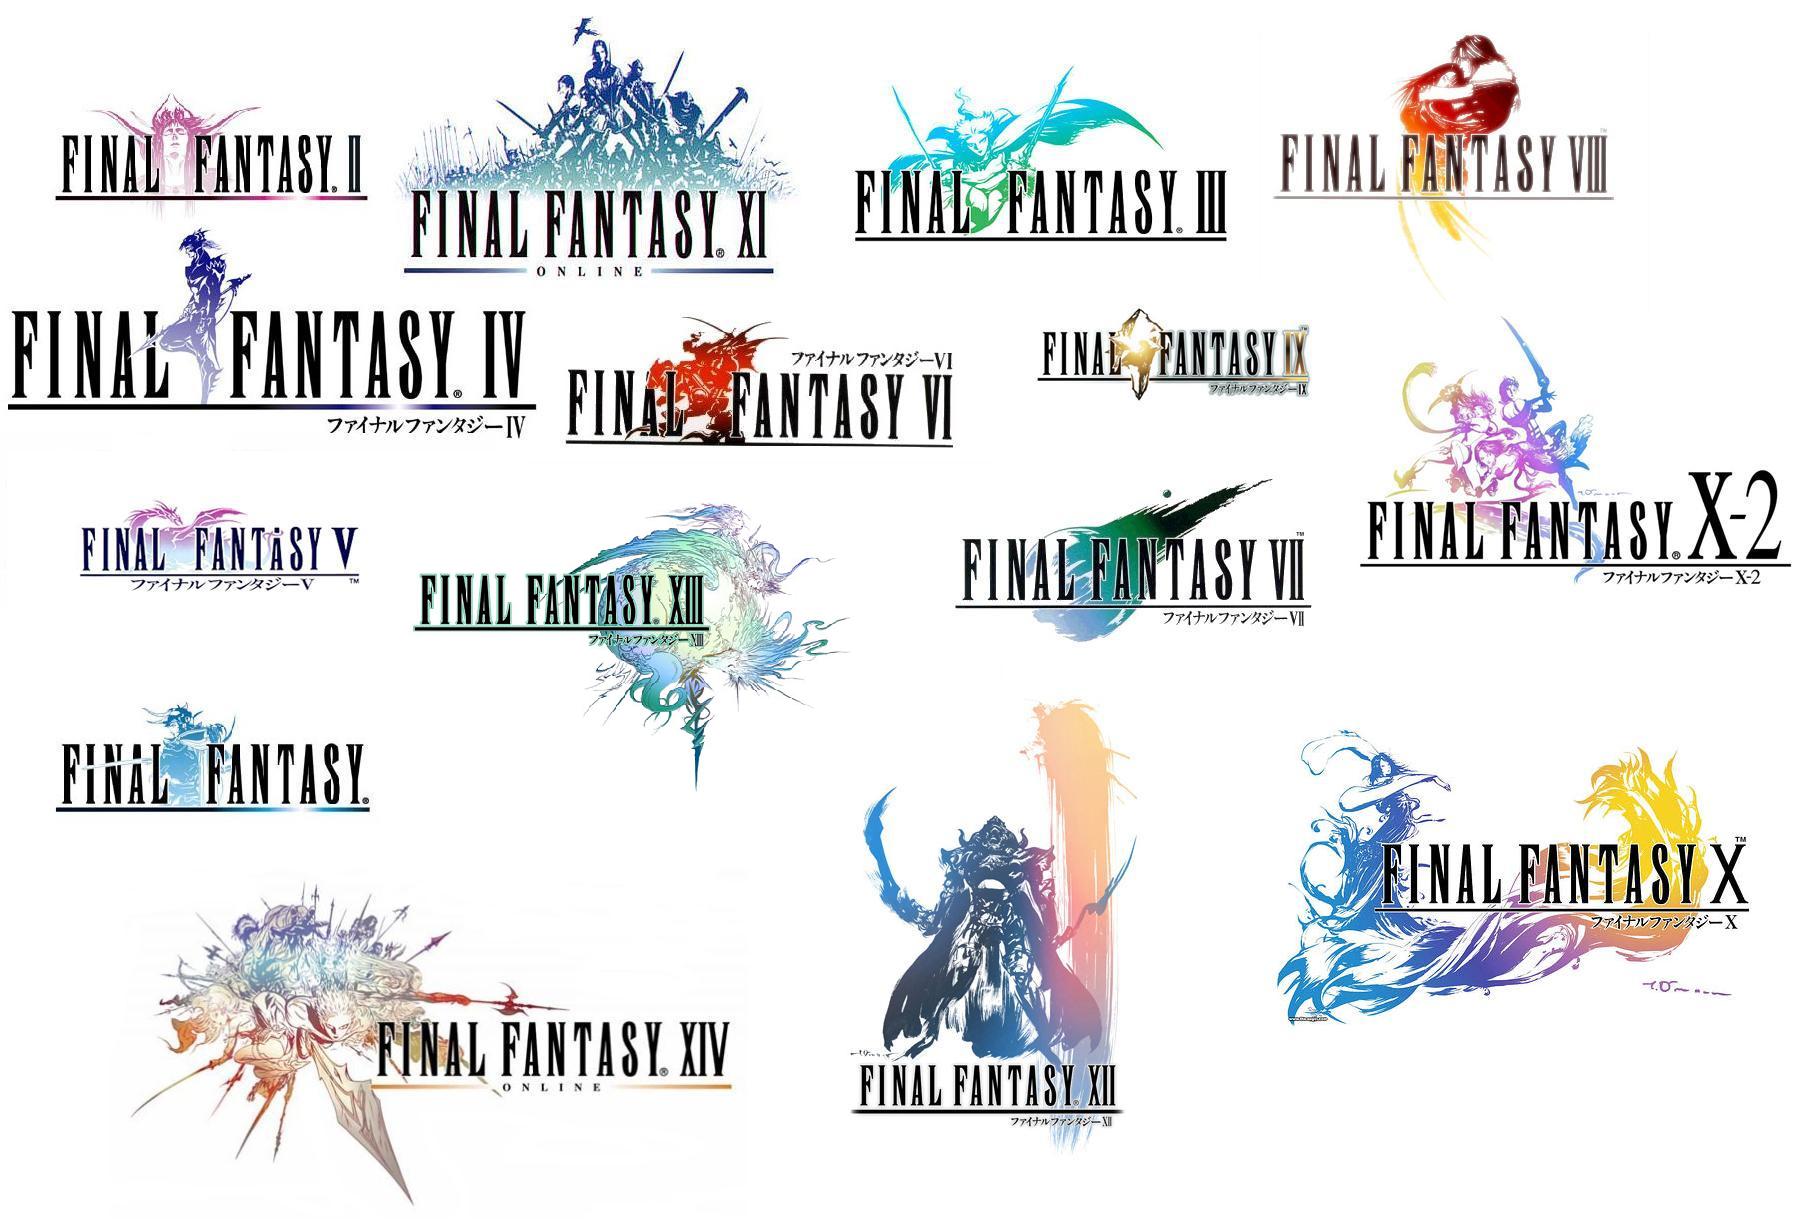 FINAL FANTASY® II
FINAL FANTASY® XI
ONLINE
FINAL FANTASY® III
FINAL FANTASY VIII™
FINAL FANTASY® IV
ファイナルファンタジーIV
ファイナルファンタジーVI
FINAL FANTASY VI
FINAL FANTASY IX™
ファイナルファンタジーIX
FINAL FANTASY® X-2
ファイナルファンタジーX-2
FINAL FANTASY V
ファイナルファンタジーV ™
FINAL FANTASY® XIII
ファイナルファンタジーXIII
FINAL FANTASY VII™
ファイナルファンタジーVII
FINAL FANTASY®
FINAL FANTASY® XIV
ONLINE
FINAL FANTASY® XII
ファイナルファンタジーXII
FINAL FANTASY X™
ファイナルファンタジーX